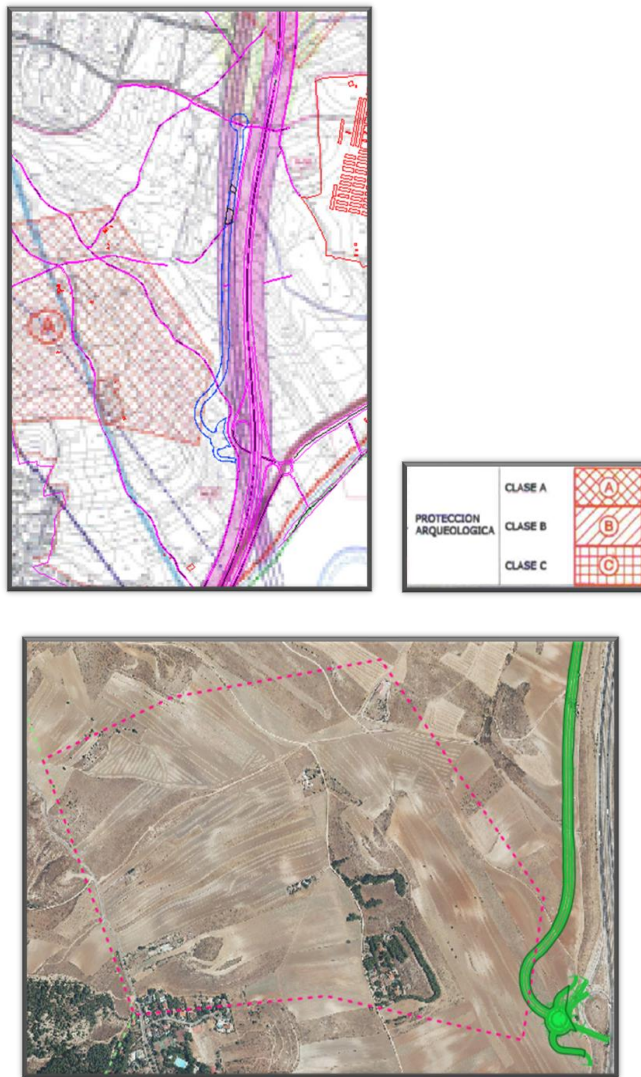 A
PROTECCION
ARQUEOLOGICA
CLASE A
A
CLASE B
B
CLASE C
C